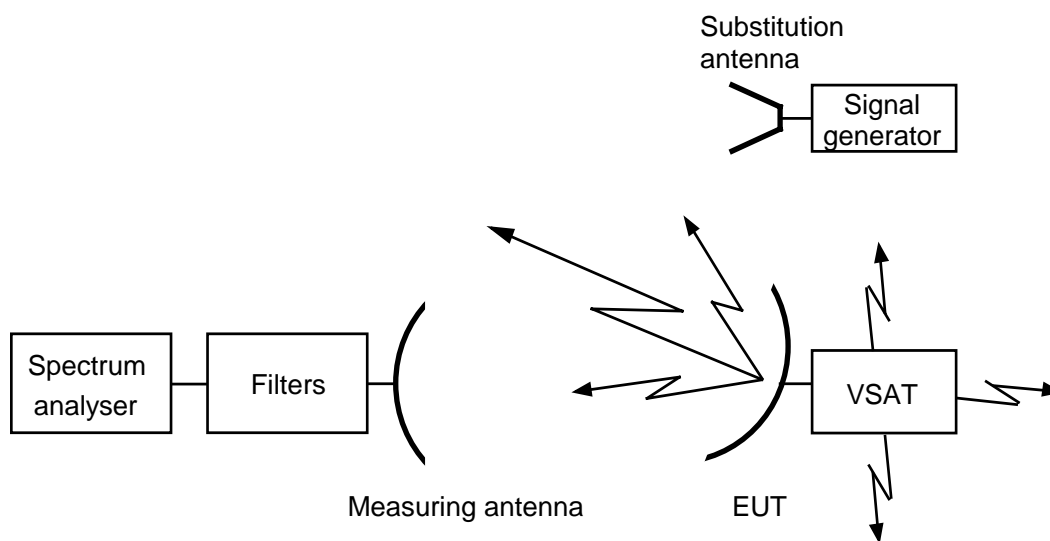 Substitution
antenna
Signal
generator
Spectrum
analyser
Filters
VSAT
Measuring antenna
EUT